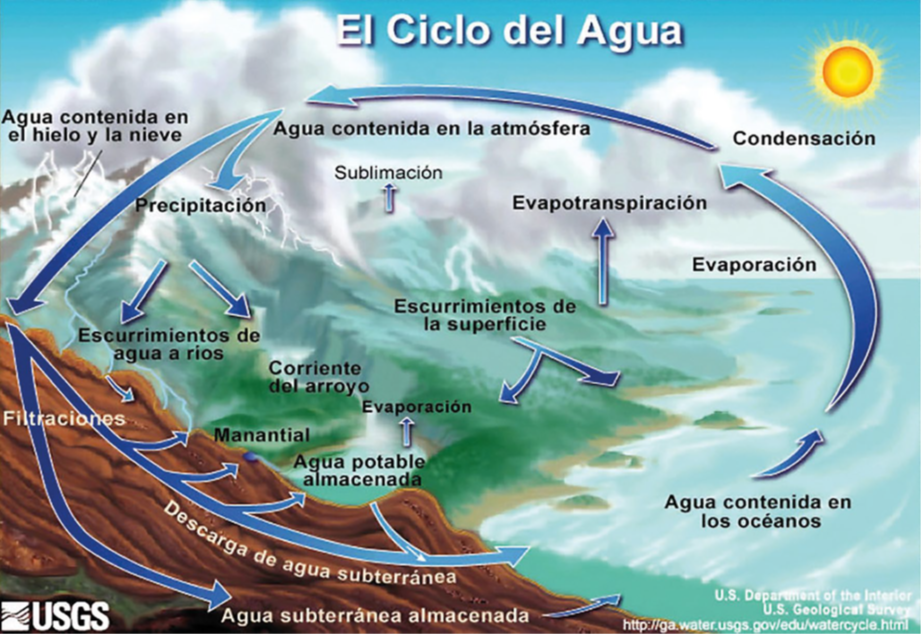 El Ciclo del Agua
Agua contenida en
el hielo y la nieve
Agua contenida en la atmósfera
Condensación
Sublimación
Precipitación
Evapotranspiración
Evaporación
Escurrimientos de
la superficie
Escurrimientos de
agua a ríos
Corriente
del arroyo
Evaporación
Filtraciones
Manantial
Agua potable
almacenada
Agua contenida en
los océanos
Descarga de agua subterránea
Agua subterránea almacenada
USGS
U.S. Department of the Interior
U.S. Geological Survey
http://ga.water.usgs.gov/edu/watercycle.html